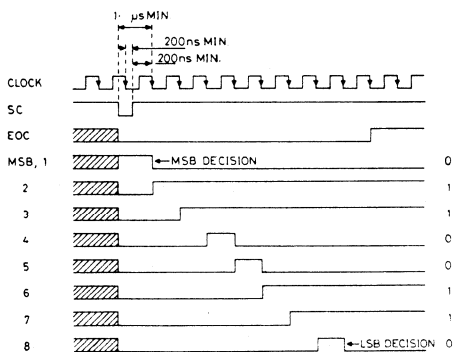 1· µs MIN
200ns MIN
200ns MIN.
CLOCK
SC
EOC
MSB, 1 ←MSB DECISION 0
2 1
3 1
4 0
5 0
6 1
7 1
8 ←LSB DECISION 0